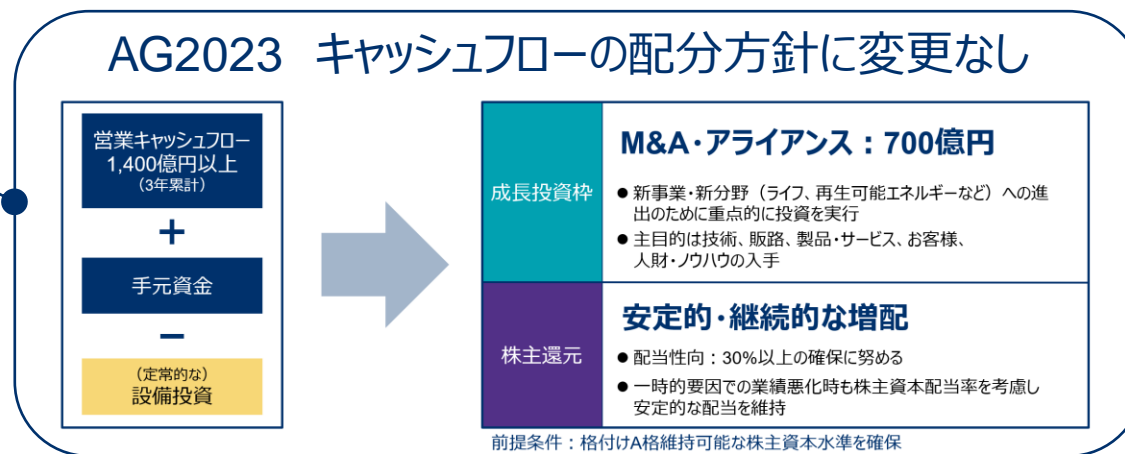 AG2023 キャッシュフローの配分方針に変更なし
営業キャッシュフロー
1,400億円以上
（3年累計）
＋
手元資金
－
（定常的な）
設備投資
成長投資枠
M&A・アライアンス：700億円
● 新事業・新分野（ライフ、再生可能エネルギーなど）への進
出のために重点的に投資を実行
● 主目的は技術、販路、製品・サービス、お客様、
人財・ノウハウの入手
株主還元
安定的・継続的な増配
● 配当性向：30%以上の確保に努める
● 一時的要因での業績悪化時も株主資本配当率を考慮し
安定的な配当を維持
前提条件：格付けA格維持可能な株主資本水準を確保